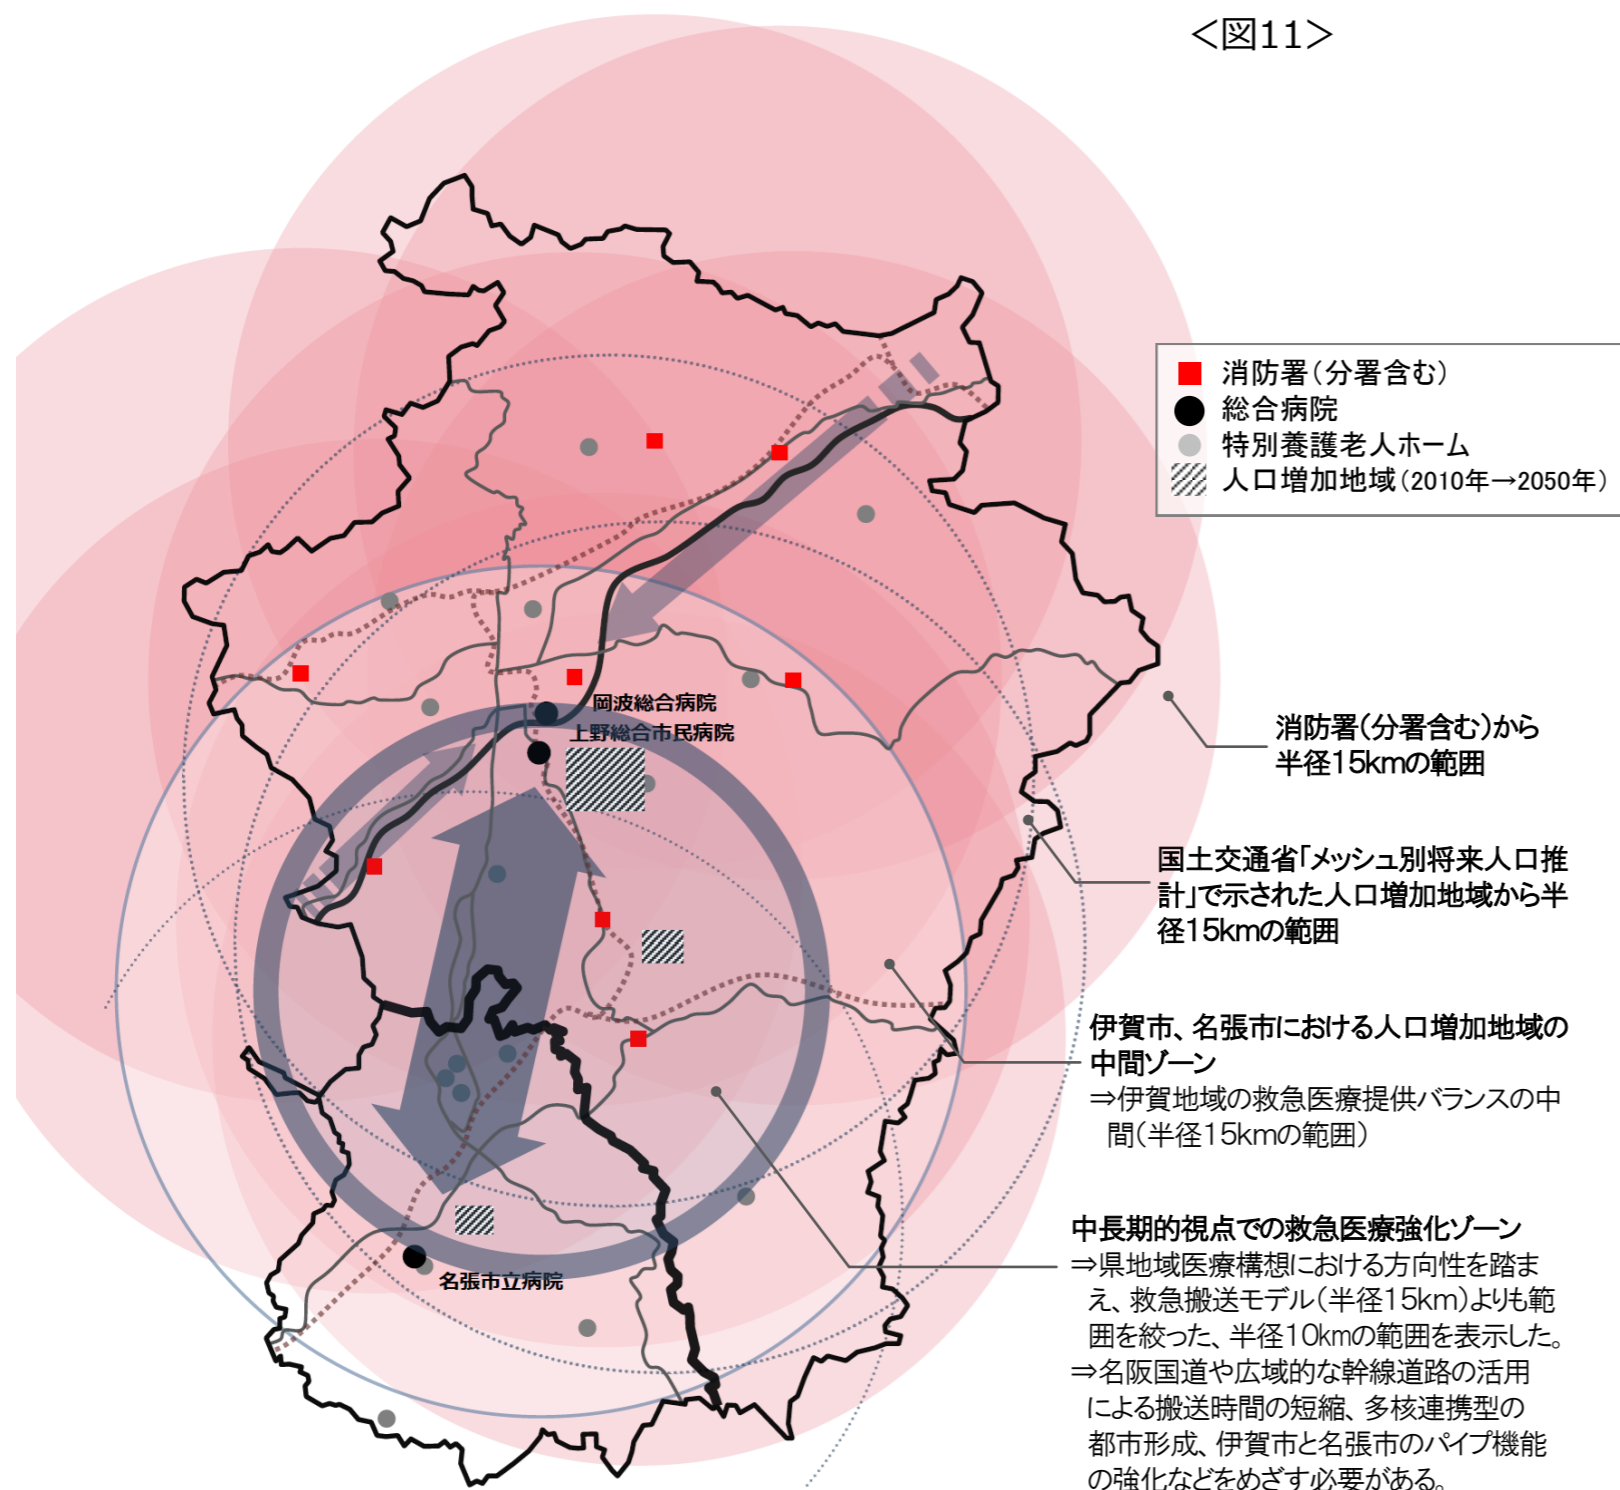 ＜図11＞
消防署（分署含む）
総合病院
特別養護老人ホーム
人口増加地域（2010年→2050年）
岡波総合病院
上野総合市民病院
消防署（分署含む）から
半径15kmの範囲
国土交通省「メッシュ別将来人口推
計」で示された人口増加地域から半
径15kmの範囲
伊賀市、名張市における人口増加地域の
中間ゾーン
⇒伊賀地域の救急医療提供バランスの中
間（半径15kmの範囲）
中長期的視点での救急医療強化ゾーン
⇒県地域医療構想における方向性を踏ま
え、救急搬送モデル（半径15km）よりも範
囲を絞った、半径10kmの範囲を表示した。
⇒名阪国道や広域的な幹線道路の活用
による搬送時間の短縮、多核連携型の
都市形成、伊賀市と名張市のパイプ機能
の強化などをめざす必要がある。
名張市立病院